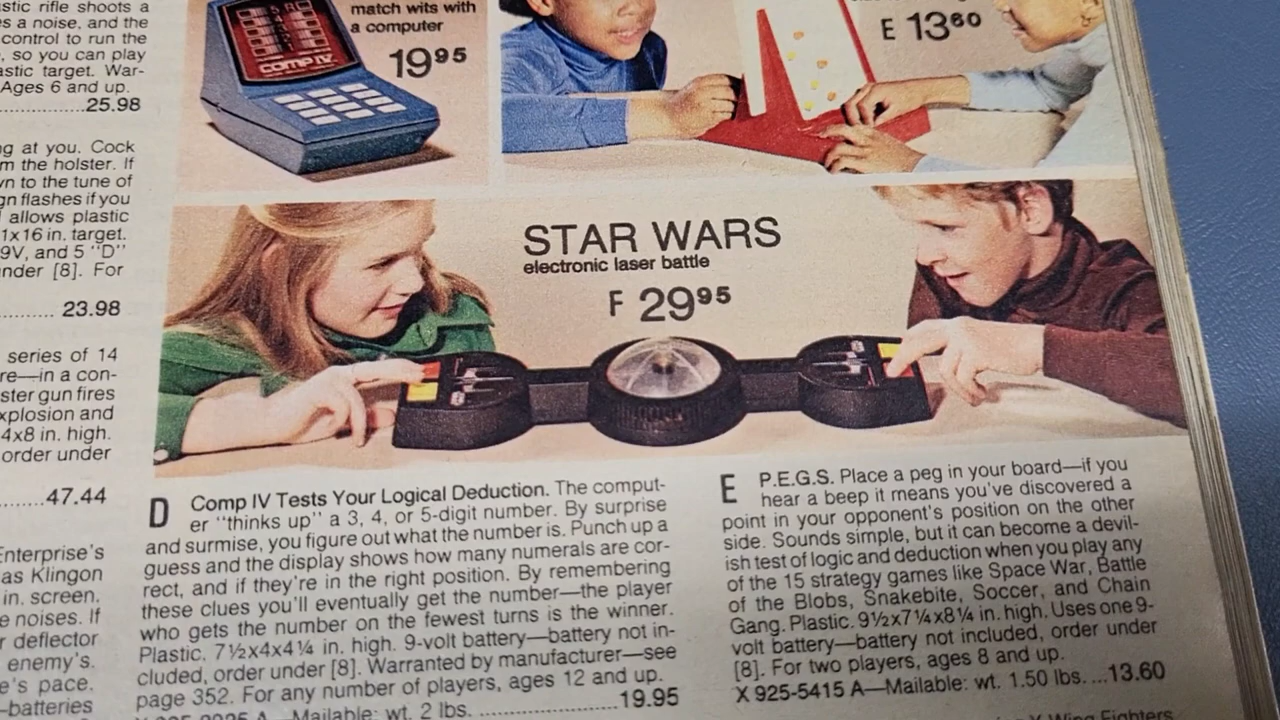 stic rifle shoots a
es a noise, and the
control to run the
, so you can play
astic target. War-
Ages 6 and up.
25.98
ng at you. Cock
m the holster. If
wn to the tune of
gn flashes if you
allows plastic
1x16 in. target.
9V, and 5 "D"
under [8]. For
23.98
series of 14
re—in a con-
ster gun fires
xplosion and
4x8 in. high.
order under
47.44
Enterprise's
as Klingon
in. screen.
e noises. If
r deflector
enemy's.
e's pace.
–batteries
match wits with
a computer
19 95
COMP IV
E 13 60
STAR WARS
electronic laser battle
F 29 95
D Comp IV Tests Your Logical Deduction. The comput-
er "thinks up" a 3, 4, or 5-digit number. By surprise
and surmise, you figure out what the number is. Punch up a
guess and the display shows how many numerals are cor-
rect, and if they're in the right position. By remembering
these clues you'll eventually get the number—the player
who gets the number on the fewest turns is the winner.
Plastic. 7½x4x4¼ in. high. 9-volt battery—battery not in-
cluded, order under [8]. Warranted by manufacturer—see
page 352. For any number of players, ages 12 and up.
A—Mailable: wt. 2 lbs. 19.95
E P.E.G.S. Place a peg in your board—if you
hear a beep it means you've discovered a
point in your opponent's position on the other
side. Sounds simple, but it can become a devil-
ish test of logic and deduction when you play any
of the 15 strategy games like Space War, Battle
of the Blobs, Snakebite, Soccer, and Chain
Gang. Plastic. 9½x7¼x8¼ in. high. Uses one 9-
volt battery—battery not included, order under
[8]. For two players, ages 8 and up.
X 925-5415 A—Mailable: wt. 1.50 lbs. ...13.60
X-Wing Fighters